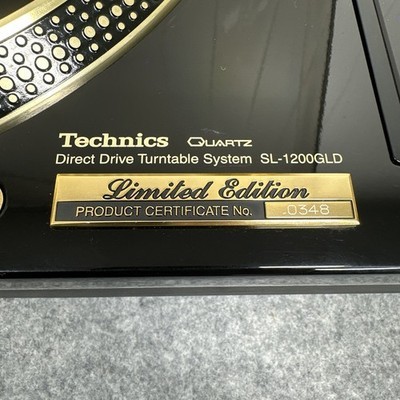 Technics QUARTZ
Direct Drive Turntable System SL-1200GLD
Limited Edition
PRODUCT CERTIFICATE No. .0348